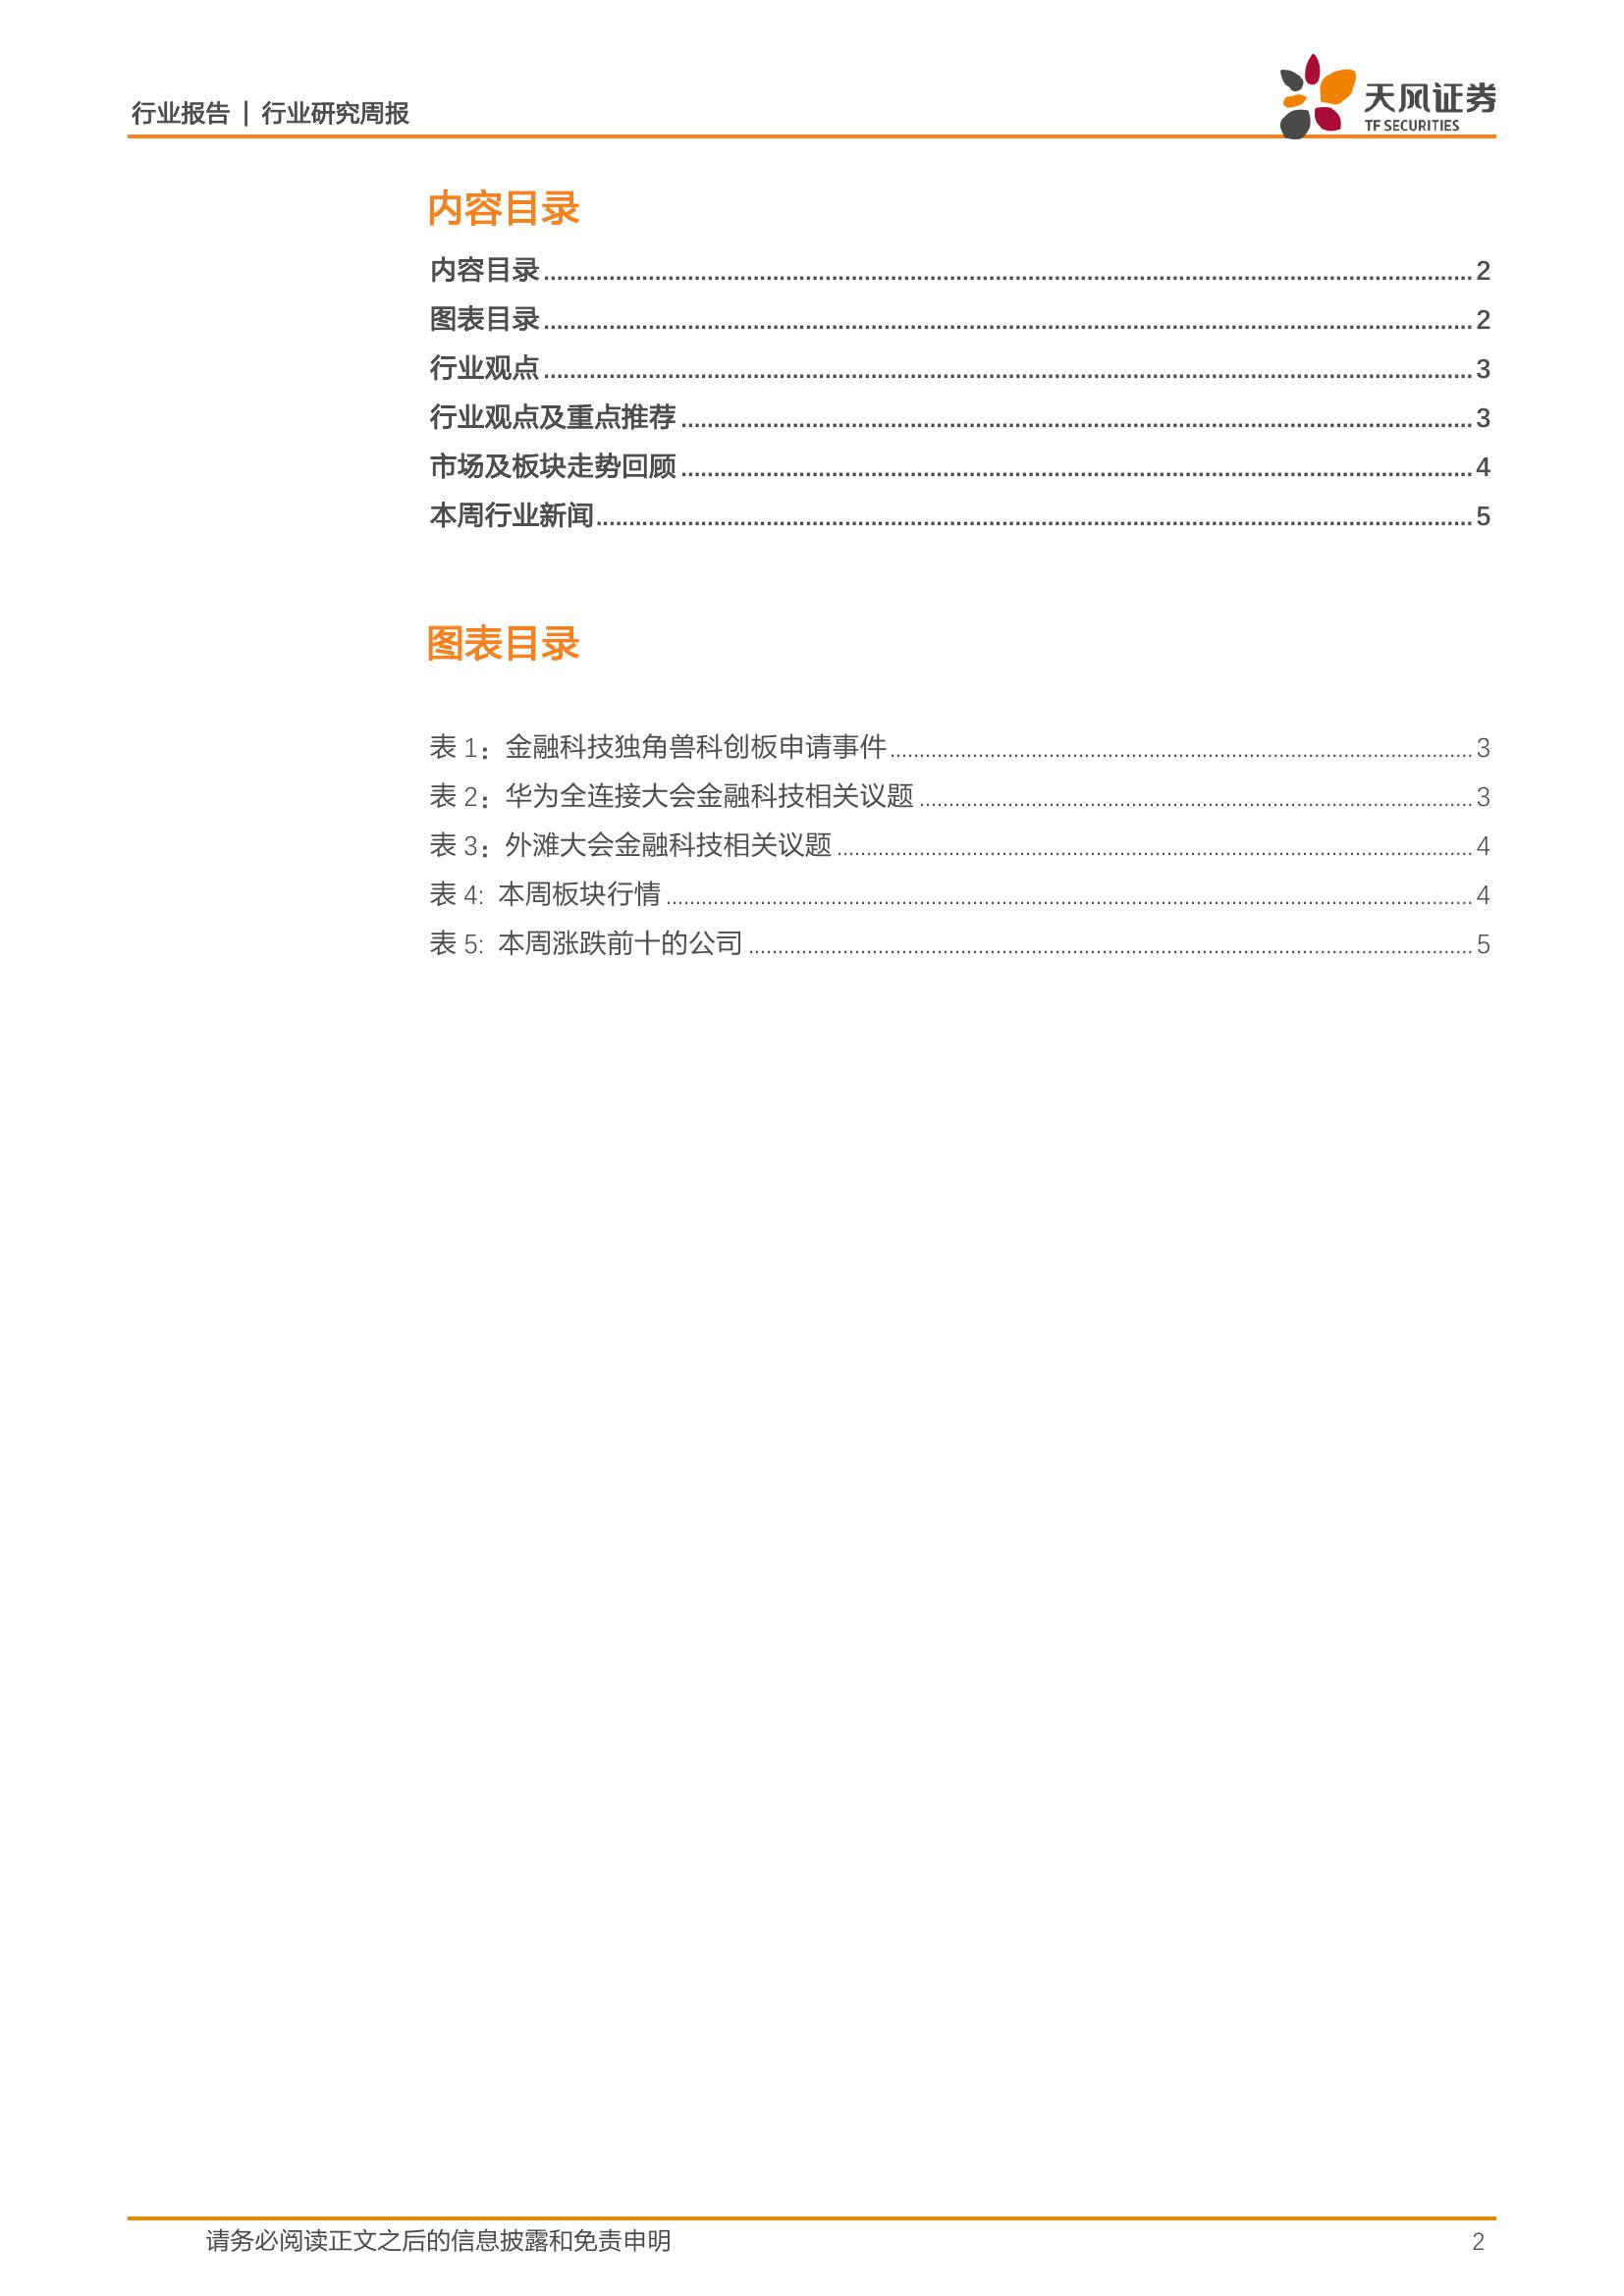 行业报告 | 行业研究周报
天风证券
TF SECURITIES
内容目录
内容目录 2
图表目录 2
行业观点 3
行业观点及重点推荐 3
市场及板块走势回顾 4
本周行业新闻 5
图表目录
表 1：金融科技独角兽科创板申请事件 3
表 2：华为全连接大会金融科技相关议题 3
表 3：外滩大会金融科技相关议题 4
表 4: 本周板块行情 4
表 5: 本周涨跌前十的公司 5
请务必阅读正文之后的信息披露和免责申明 2